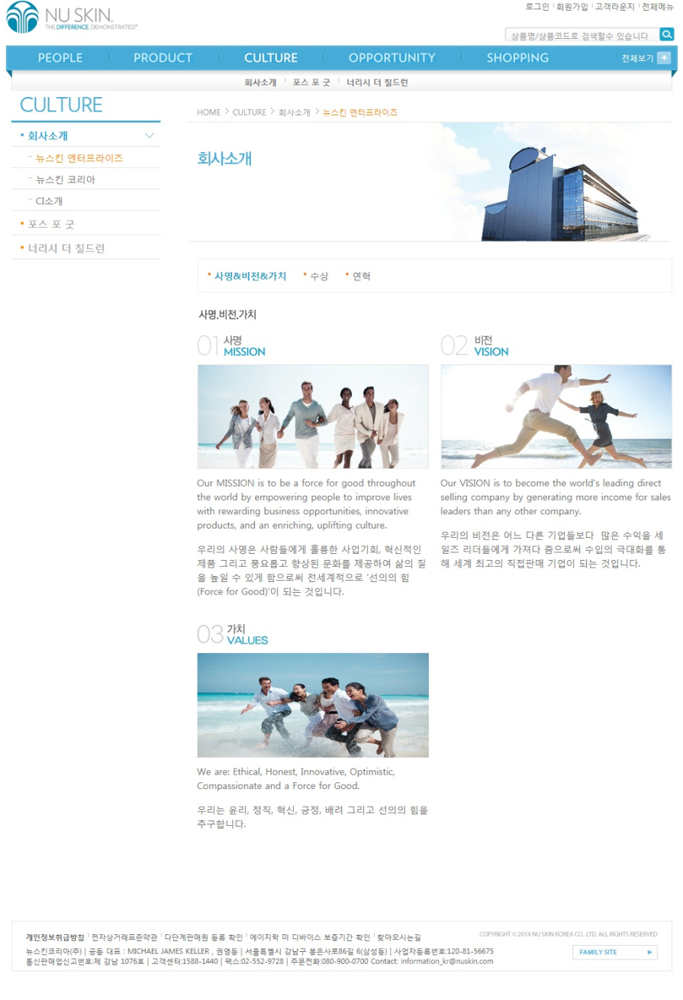 NU SKIN.
THE DIFFERENCE DEMONSTRATED®
로그인 회원가입 고객라운지 전체메뉴
상품명/상품코드로 검색할수 있습니다
PEOPLE PRODUCT CULTURE OPPORTUNITY SHOPPING 전체보기 +
회사소개 포스 포 굿 너리시 더 칠드런
CULTURE
HOME > CULTURE > 회사소개 > 뉴스킨 엔터프라이즈
회사소개
뉴스킨 엔터프라이즈
뉴스킨 코리아
CI소개
포스 포 굿
너리시 더 칠드런
회사소개
사명&비전&가치 수상 연혁
사명,비전,가치
01 사명
MISSION
Our MISSION is to be a force for good throughout
the world by empowering people to improve lives
with rewarding business opportunities, innovative
products, and an enriching, uplifting culture.
우리의 사명은 사람들에게 훌륭한 사업기회, 혁신적인
제품 그리고 풍요롭고 향상된 문화를 제공하여 삶의 질
을 높일 수 있게 함으로써 전세계적으로 ‘선의의 힘
(Force for Good)’이 되는 것입니다.
02 비전
VISION
Our VISION is to become the world’s leading direct
selling company by generating more income for sales
leaders than any other company.
우리의 비전은 어느 다른 기업들보다 많은 수익을 세
일즈 리더들에게 가져다 줌으로써 수입의 극대화를 통
해 세계 최고의 직접판매 기업이 되는 것입니다.
03 가치
VALUES
We are: Ethical, Honest, Innovative, Optimistic,
Compassionate and a Force for Good.
우리는 윤리, 정직, 혁신, 긍정, 배려 그리고 선의의 힘을
추구합니다.
개인정보취급방침 전자상거래표준약관 다단계판매원 등록 확인 에이지락 미 디바이스 보증기간 확인 찾아오시는길
COPYRIGHT © 2014 NU SKIN KOREA CO., LTD. ALL RIGHTS RESERVED
뉴스킨코리아(주) | 공동 대표 : MICHAEL JAMES KELLER , 권영동 | 서울특별시 강남구 봉은사로86길 6(삼성동) | 사업자등록번호:120-81-56675
통신판매업신고번호:제 강남 1076호 | 고객센터:1588-1440 | 팩스:02-552-9728 | 주문전화:080-900-0700 Contact: information_kr@nuskin.com
FAMILY SITE